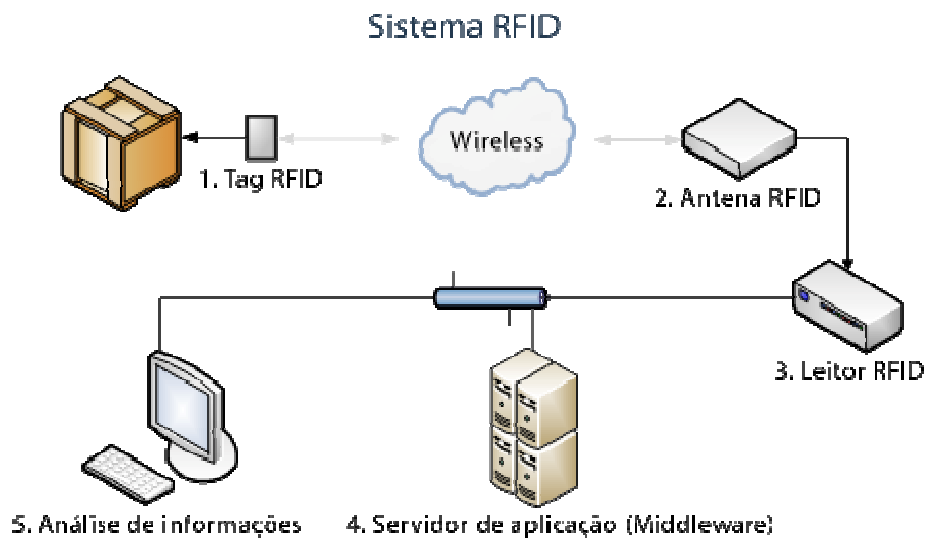 Sistema RFID
Wireless
1. Tag RFID
2. Antena RFID
3. Leitor RFID
5. Análise de informações
4. Servidor de aplicação (Middleware)